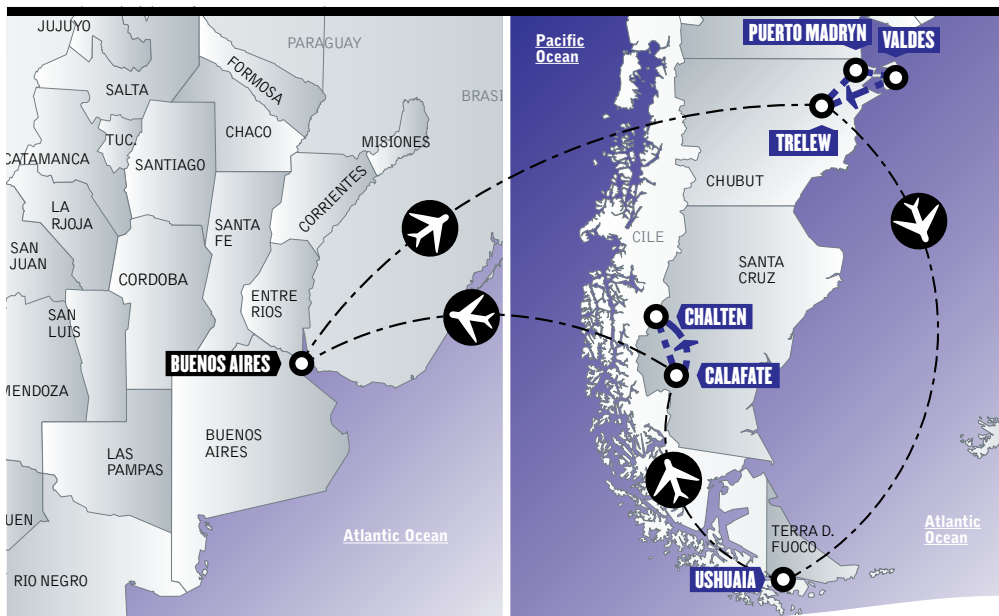 JUJUYO
PARAGUAY
FORMOSA
SALTA
BRASI
CHACO
TUC.
MISIONES
CATAMANCA
SANTIAGO
CORRIENTES
LA
RJOJA
SANTA
FE
SAN
JUAN
CORDOBA
ENTRE
RIOS
SAN
LUIS
BUENOS AIRES
MENDOZA
BUENOS
AIRES
LAS
PAMPAS
UEN
Atlantic Ocean
RIO NEGRO
Pacific
Ocean
PUERTO MADRYN
VALDES
TRELEW
CHUBUT
CILE
SANTA
CRUZ
CHALTEN
CALAFATE
TERRA D.
FUOCO
Atlantic
Ocean
USHUAIA